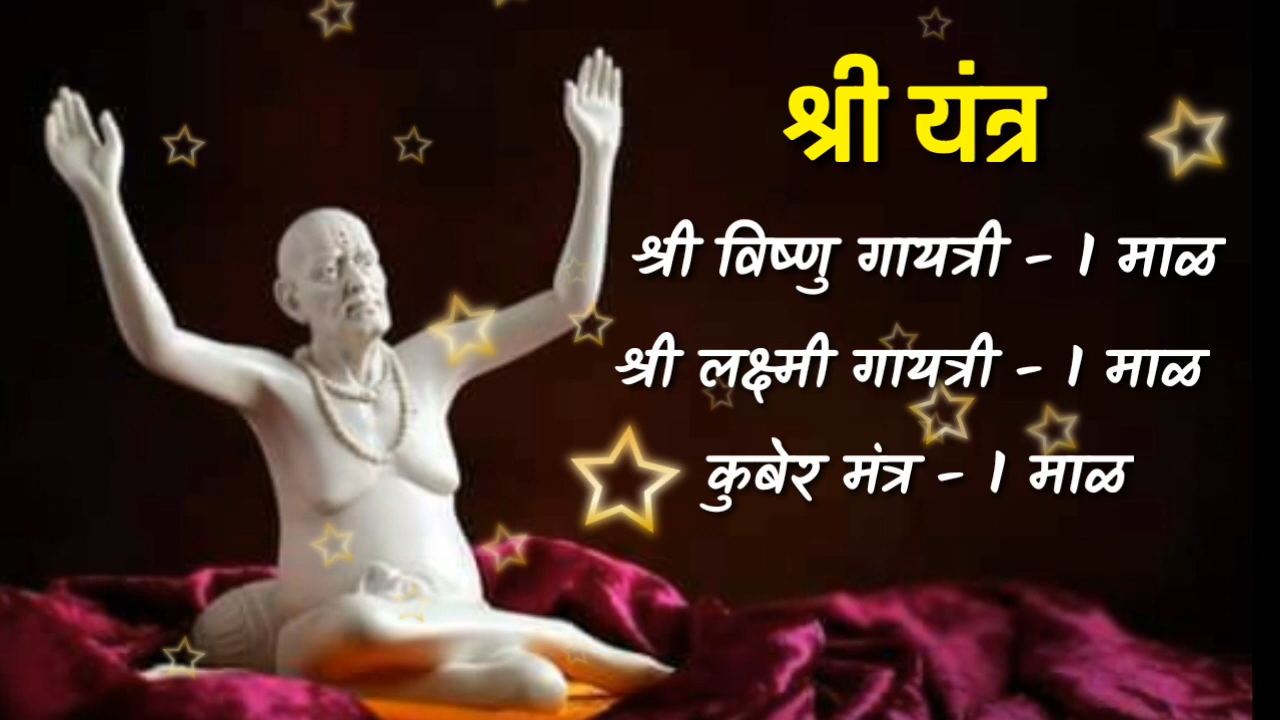 श्री यंत्र
श्री विष्णु गायत्री - १ माळ
श्री लक्ष्मी गायत्री - १ माळ
कुबेर मंत्र - १ माळ